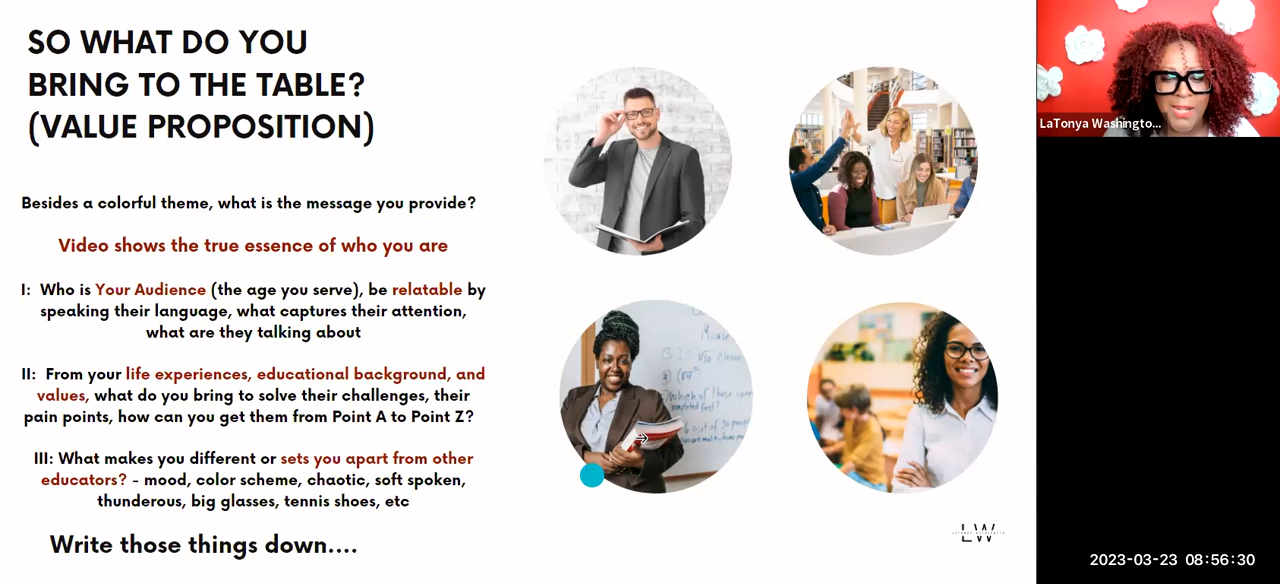 SO WHAT DO YOU
BRING TO THE TABLE?
(VALUE PROPOSITION)
Besides a colorful theme, what is the message you provide?
Video shows the true essence of who you are
I: Who is Your Audience (the age you serve), be relatable by
speaking their language, what captures their attention,
what are they talking about
II: From your life experiences, educational background, and
values, what do you bring to solve their challenges, their
pain points, how can you get them from Point A to Point Z?
III: What makes you different or sets you apart from other
educators? - mood, color scheme, chaotic, soft spoken,
thunderous, big glasses, tennis shoes, etc
Write those things down....
LW
LaTonya Washingto...
2023-03-23 08:56:30